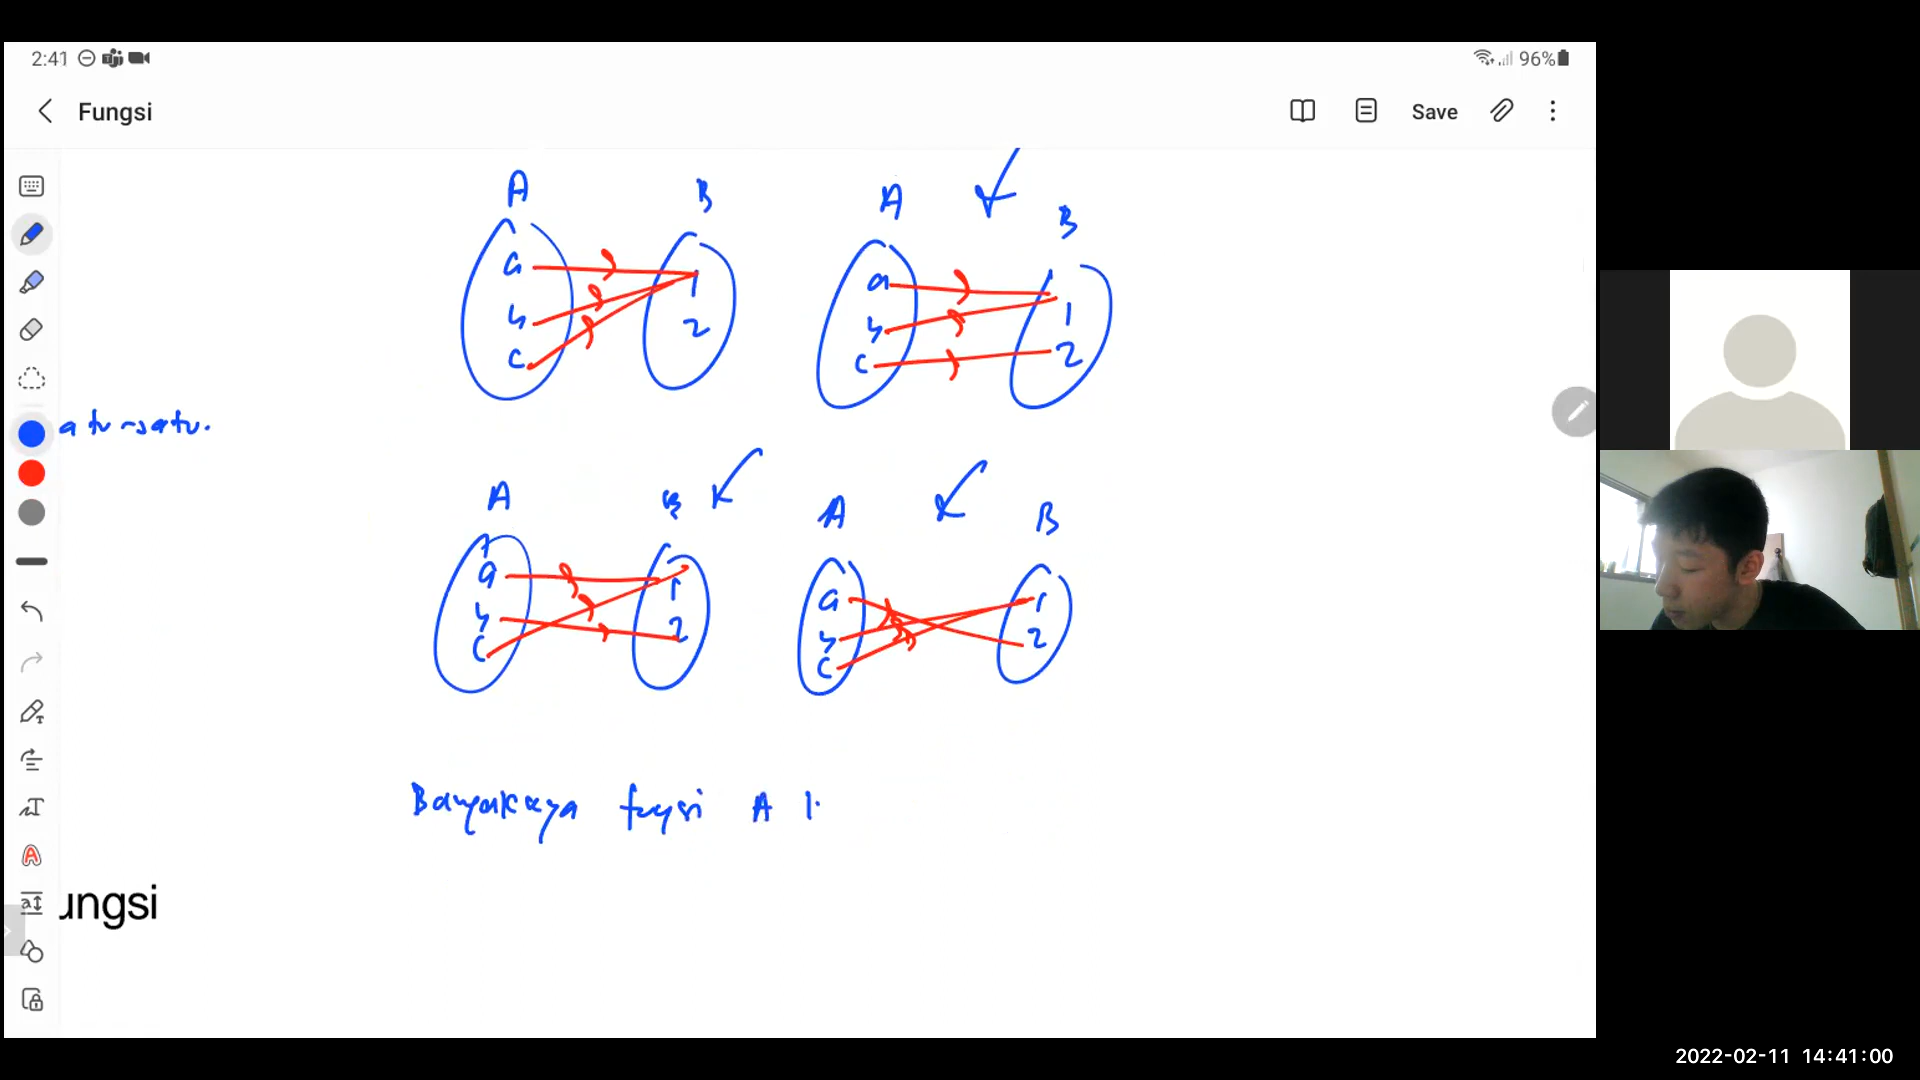 2:41 96%
Fungsi Save
A B A B
a 1 a 1
b 2 b 2
c c
atu-satu.
A B A B
a 1 a 1
b 2 b 2
c c
Banyaknya fungsi A k
ungsi
2022-02-11 14:41:00